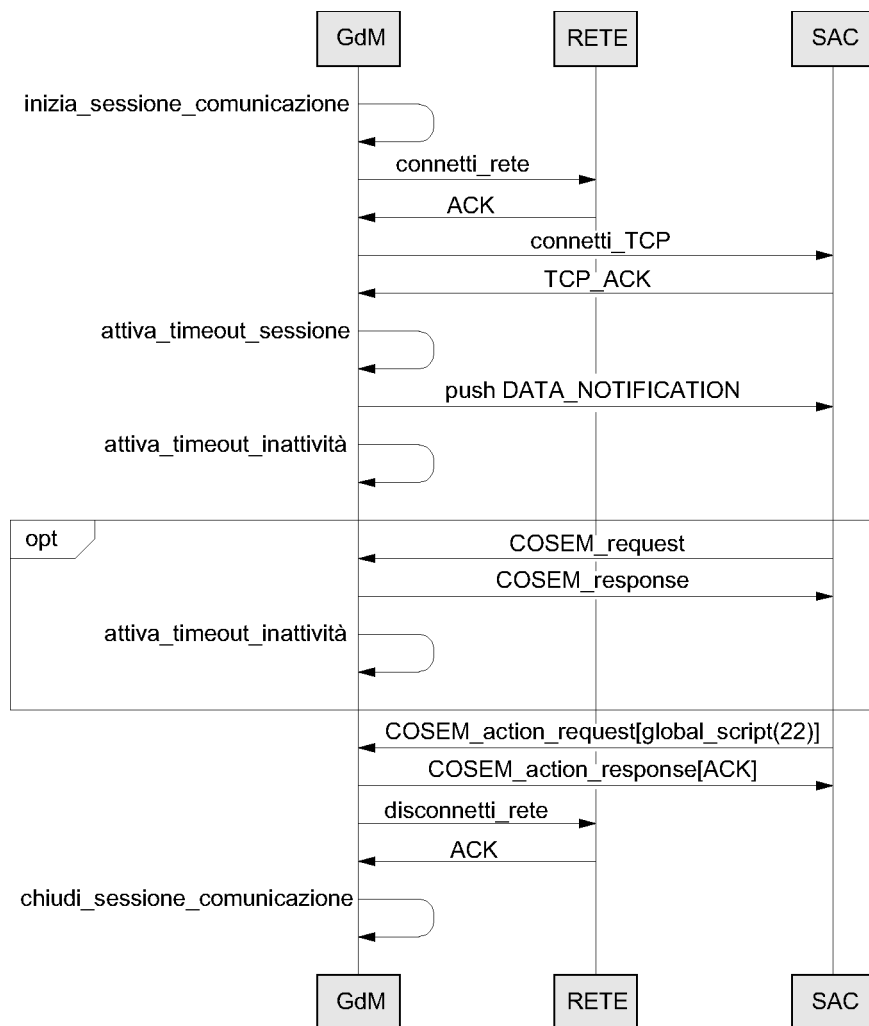 GdM RETE SAC
inizia_sessione_comunicazione
connetti_rete
ACK
connetti_TCP
TCP_ACK
attiva_timeout_sessione
push DATA_NOTIFICATION
attiva_timeout_inattività
opt
COSEM_request
COSEM_response
attiva_timeout_inattività
COSEM_action_request[global_script(22)]
COSEM_action_response[ACK]
disconnetti_rete
ACK
chiudi_sessione_comunicazione
GdM RETE SAC